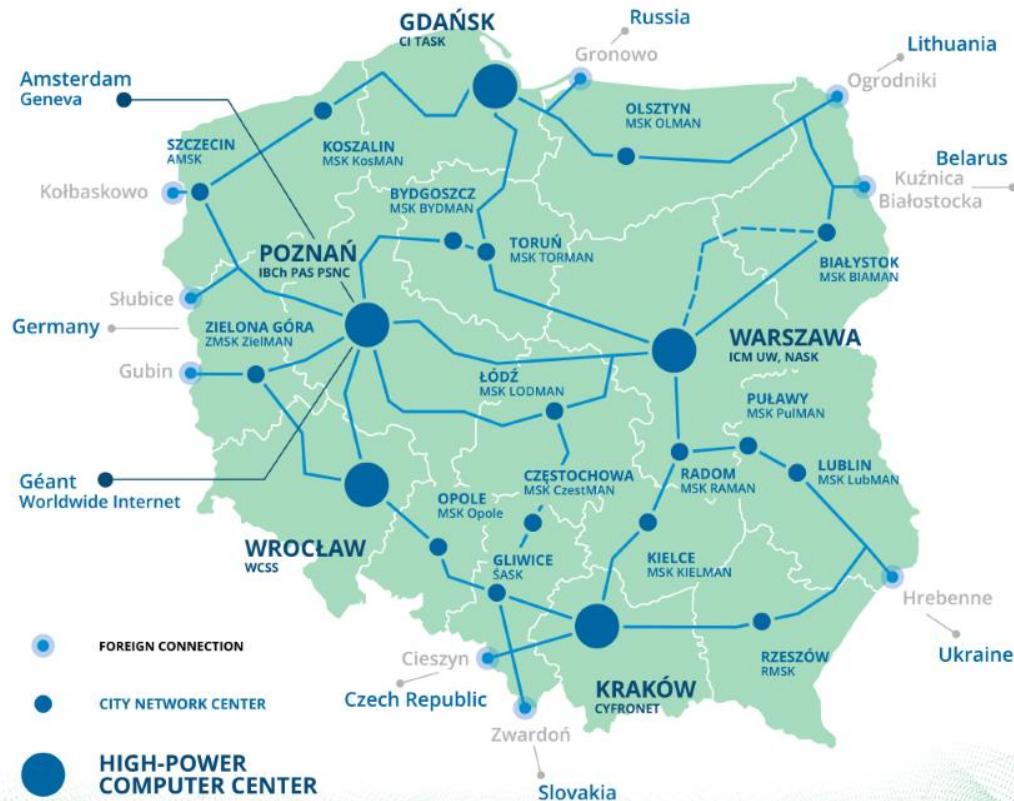 GDAŃSK
CI TASK
Russia
Gronowo
Lithuania
Ogrodniki
Amsterdam
Geneva
OLSZTYN
MSK OLMAN
SZCZECIN
AMSK
KOSZALIN
MSK KosMAN
Belarus
Kuźnica
Białostocka
Kołbaskowo
BYDGOSZCZ
MSK BYDMAN
POZNAŃ
IBCh PAS PSNC
TORUŃ
MSK TORMAN
BIAŁYSTOK
MSK BIAMAN
Słubice
Germany
ZIELONA GÓRA
ZMSK ZielMAN
WARSZAWA
ICM UW, NASK
Gubin
ŁÓDŹ
MSK LODMAN
PUŁAWY
MSK PulMAN
Géant
Worldwide Internet
CZĘSTOCHOWA
MSK CzestMAN
RADOM
MSK RAMAN
LUBLIN
MSK LubMAN
OPOLE
MSK Opole
WROCŁAW
WCSS
GLIWICE
ŚASK
KIELCE
MSK KIELMAN
Hrebenne
Ukraine
FOREIGN CONNECTION
Cieszyn
Czech Republic
RZESZÓW
RMSK
CITY NETWORK CENTER
KRAKÓW
CYFRONET
Zwardoń
Slovakia
HIGH-POWER
COMPUTER CENTER